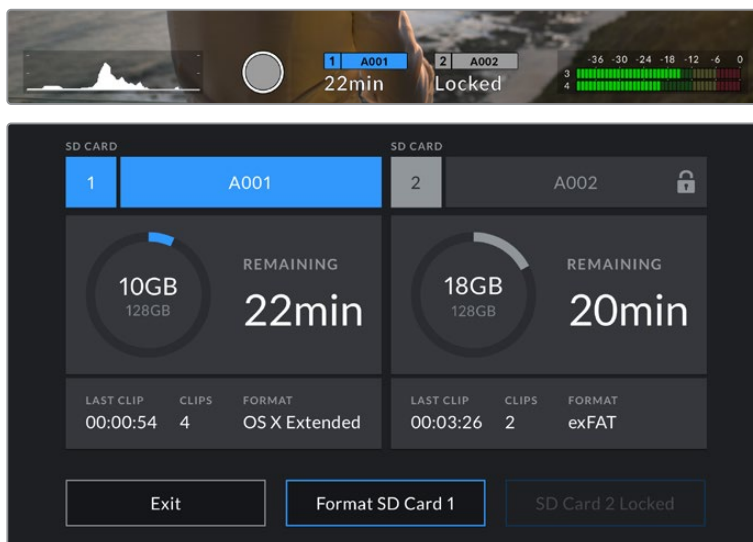 -36 -30 -24 -18 -12 -6 0
1 A001 2 A002
3
22min Locked
4
SD CARD SD CARD
1 A001 2 A002
10GB REMAINING 18GB REMAINING
128GB 22min 128GB 20min
LAST CLIP CLIPS FORMAT LAST CLIP CLIPS FORMAT
00:00:54 4 OS X Extended 00:03:26 2 exFAT
Exit Format SD Card 1 SD Card 2 Locked